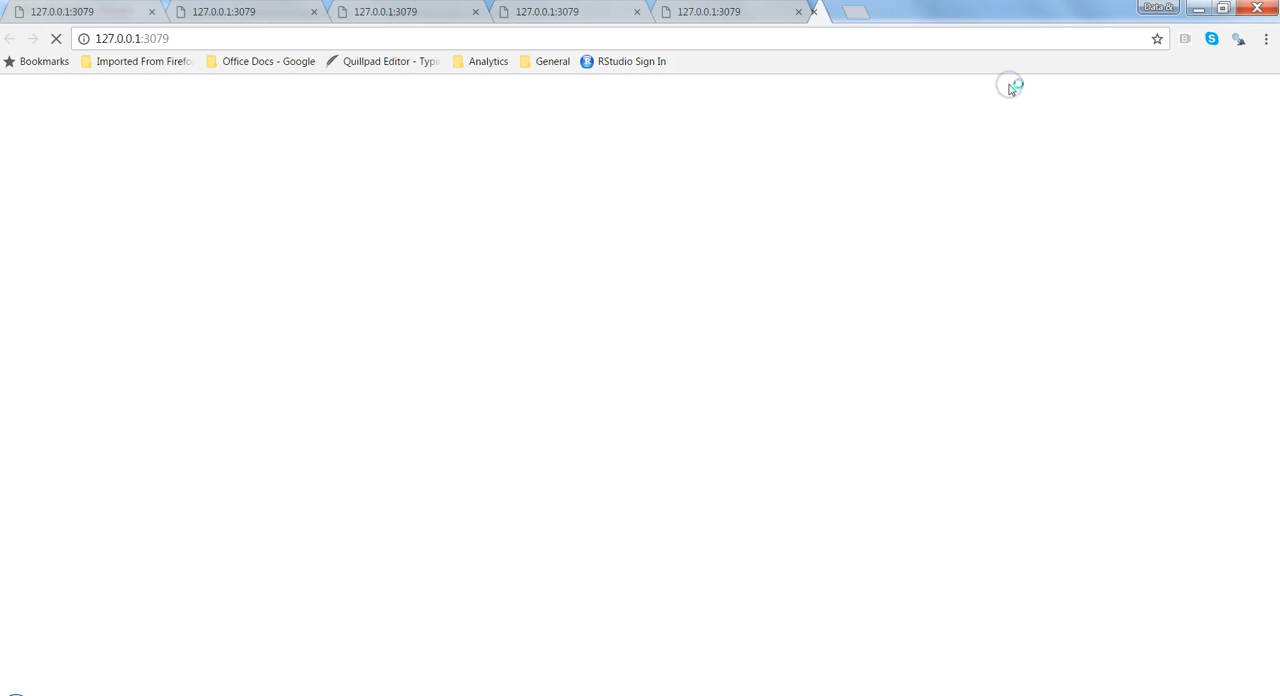 127.0.0.1:3079 127.0.0.1:3079 127.0.0.1:3079 127.0.0.1:3079 127.0.0.1:3079 Data &
127.0.0.1:3079
Bookmarks Imported From Firefo Office Docs - Google Quillpad Editor - Typi Analytics General RStudio Sign In